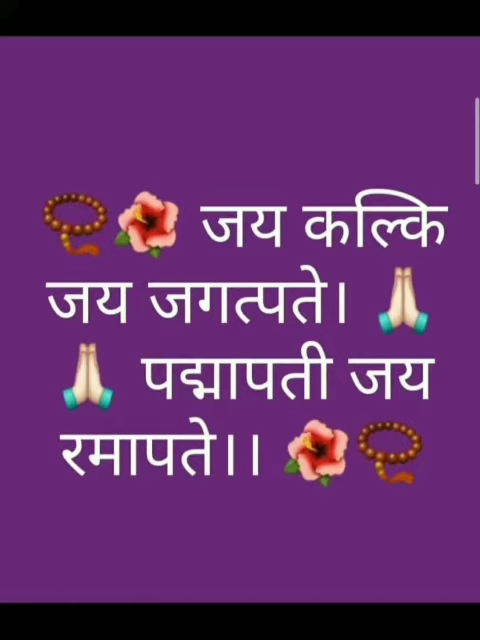 📿🌺 जय कल्कि
जय जगत्पते। 🙏🏻
🙏🏻 पद्मापती जय
रमापते।। 🌺📿